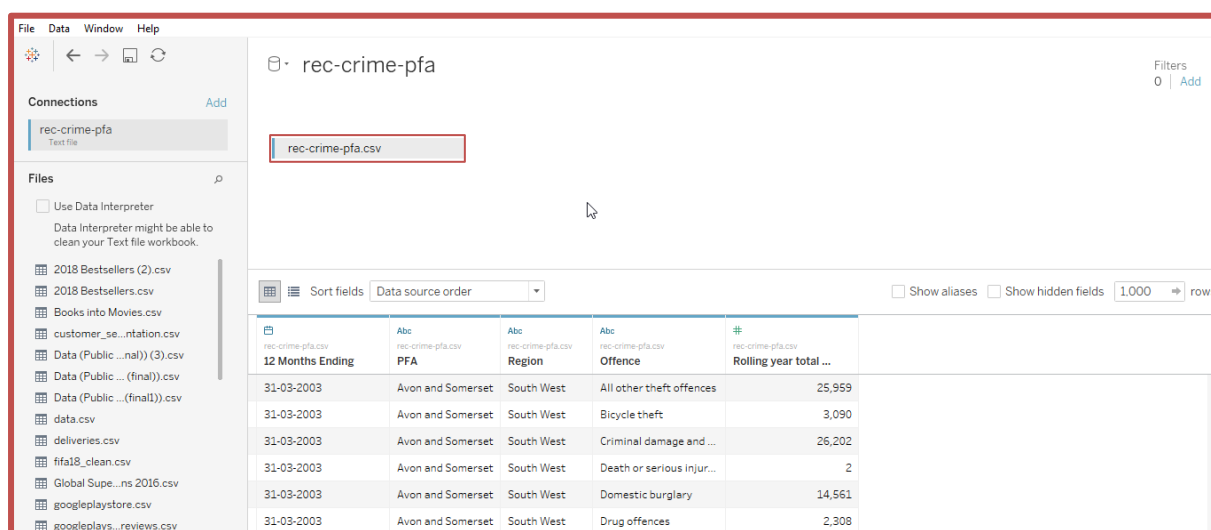 File Data Window Help
rec-crime-pfa
Filters
0 Add
Connections Add
rec-crime-pfa
Text file
rec-crime-pfa.csv
Files
Use Data Interpreter
Data Interpreter might be able to
clean your Text file workbook.
2018 Bestsellers (2).csv
2018 Bestsellers.csv
Books into Movies.csv
customer_se...ntation.csv
Data (Public ...nal)) (3).csv
Data (Public ... (final)).csv
Data (Public ...(final1)).csv
data.csv
deliveries.csv
fifa18_clean.csv
Global Supe...ns 2016.csv
googleplaystore.csv
googleplays...reviews.csv
Sort fields Data source order Show aliases Show hidden fields 1,000 row
Abc Abc Abc #
rec-crime-pfa.csv rec-crime-pfa.csv rec-crime-pfa.csv rec-crime-pfa.csv rec-crime-pfa.csv
12 Months Ending PFA Region Offence Rolling year total ...
31-03-2003 Avon and Somerset South West All other theft offences 25,959
31-03-2003 Avon and Somerset South West Bicycle theft 3,090
31-03-2003 Avon and Somerset South West Criminal damage and ... 26,202
31-03-2003 Avon and Somerset South West Death or serious injur... 2
31-03-2003 Avon and Somerset South West Domestic burglary 14,561
31-03-2003 Avon and Somerset South West Drug offences 2,308